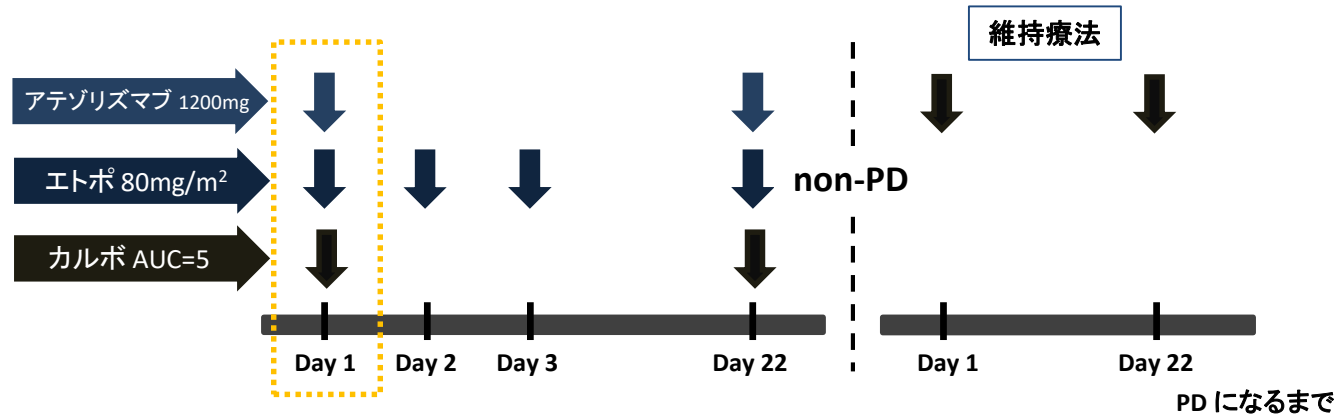 維持療法
アテゾリズマブ 1200mg
エトポ 80mg/m²
non-PD
カルボ AUC=5
Day 1
Day 2
Day 3
Day 22
Day 1
Day 22
PD になるまで